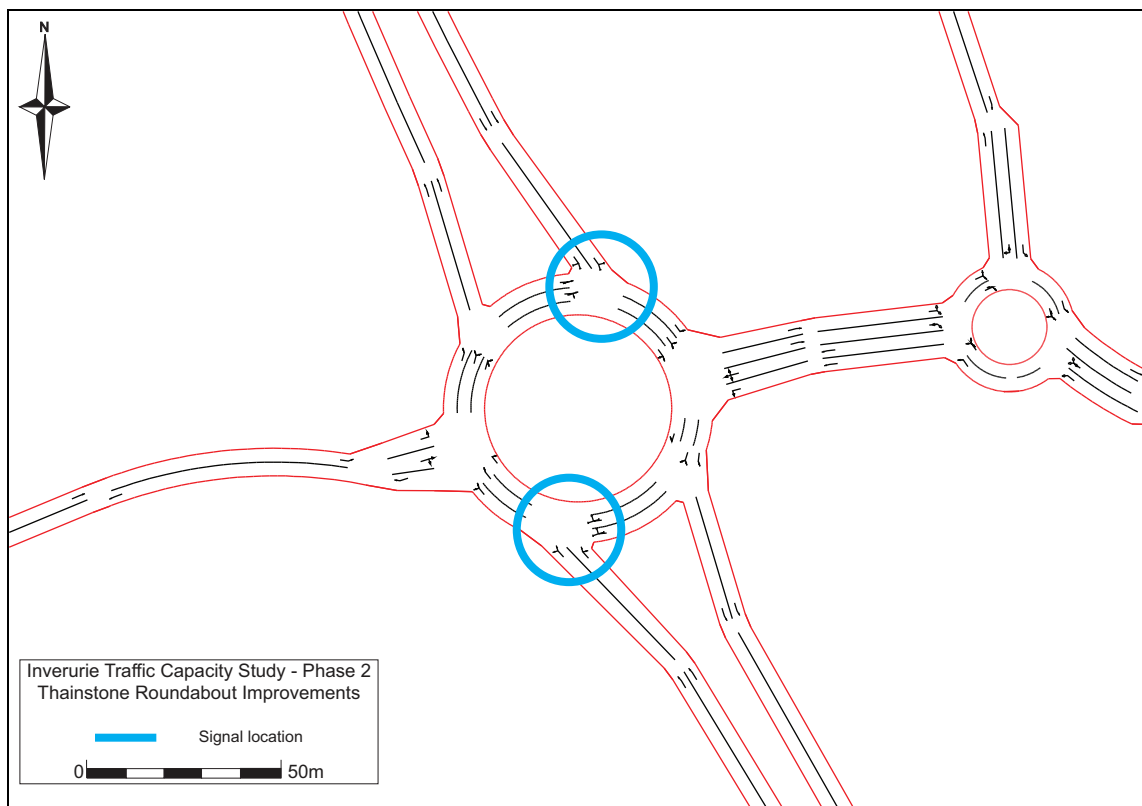 N
Inverurie Traffic Capacity Study - Phase 2
Thainstone Roundabout Improvements
Signal location
0 50m